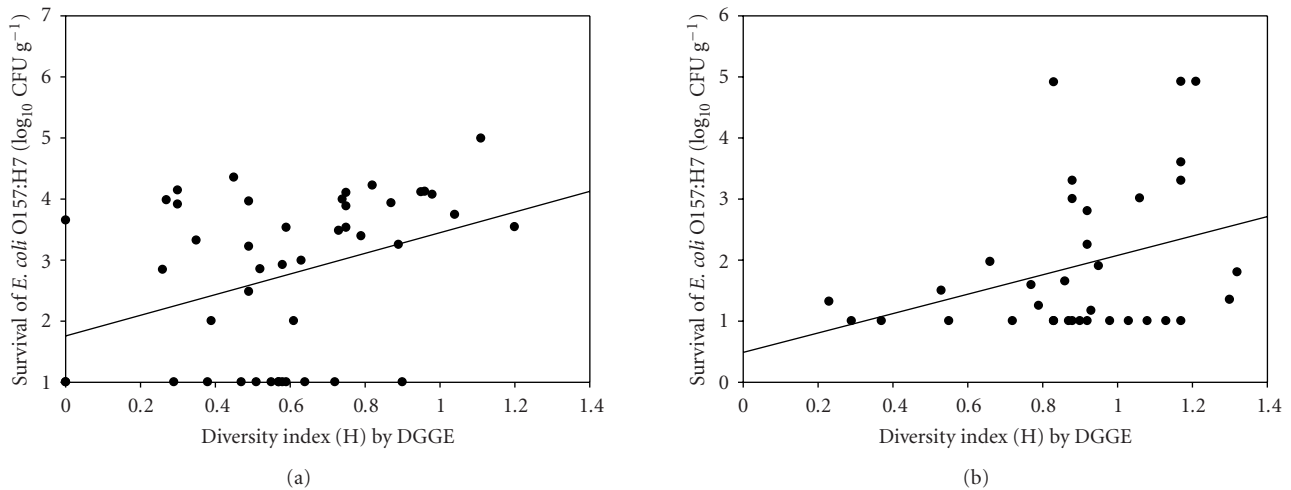 7
6
5
4
3
2
1
0 0.2 0.4 0.6 0.8 1 1.2 1.4
Survival of E. coli O157:H7 (log₁₀ CFU g⁻¹)
Diversity index (H) by DGGE
(a)
6
5
4
3
2
1
0
0 0.2 0.4 0.6 0.8 1 1.2 1.4
Survival of E. coli O157:H7 (log₁₀ CFU g⁻¹)
Diversity index (H) by DGGE
(b)